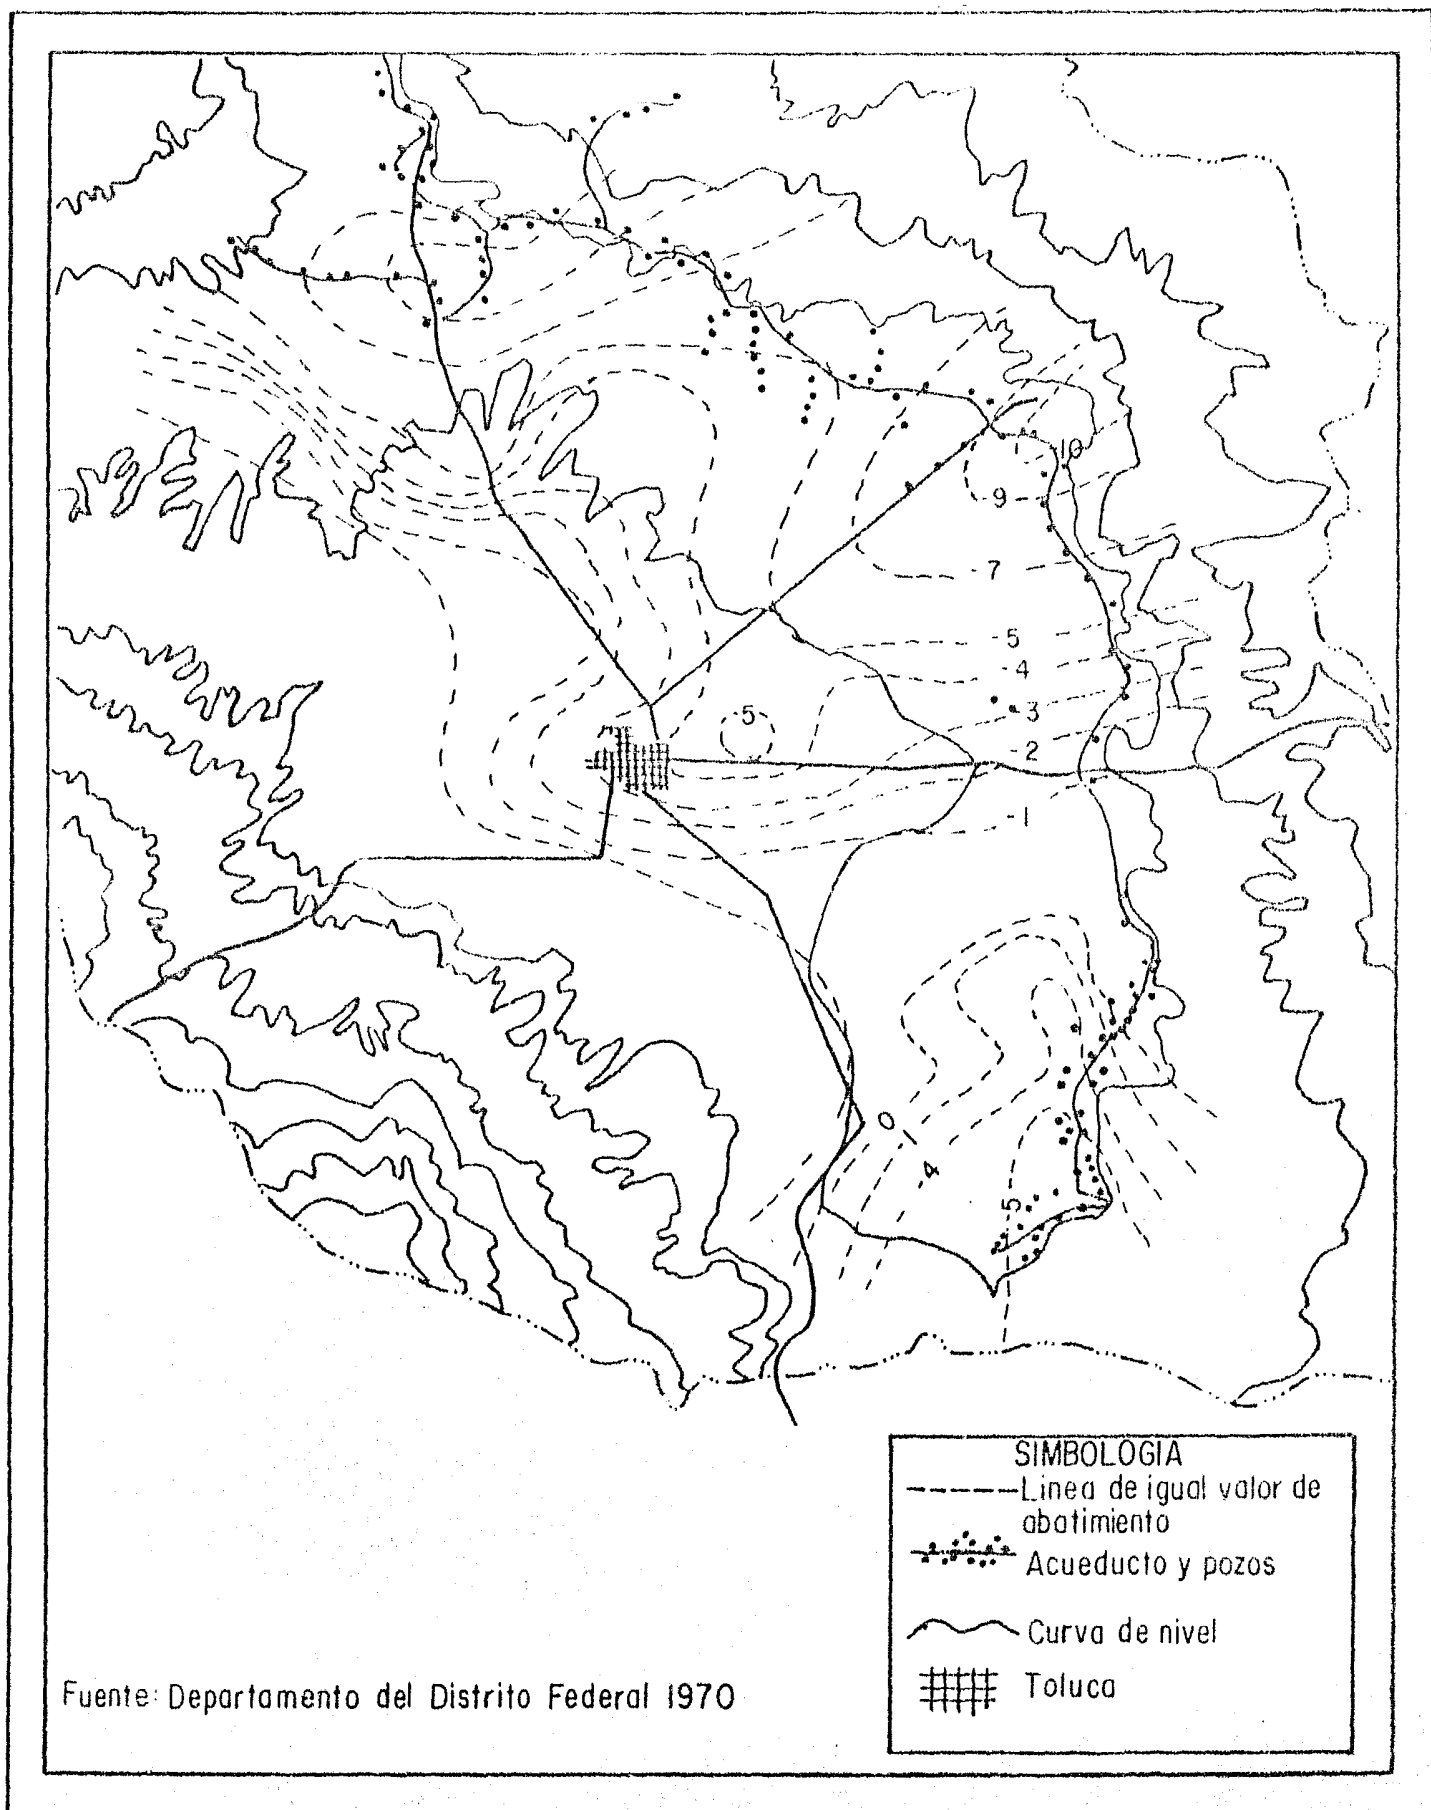 10
9
-7
-5
-4
-3
5
-2
-1
0
4
5
SIMBOLOGIA
Linea de igual valor de
abatimiento
Acueducto y pozos
Curva de nivel
Toluca
Fuente: Departamento del Distrito Federal 1970